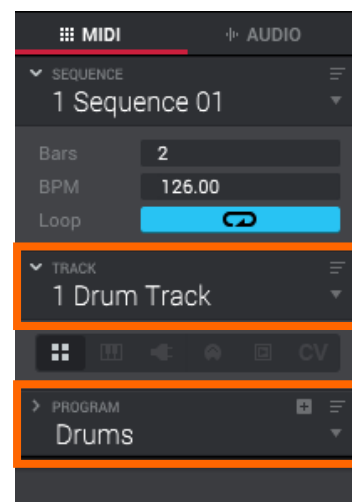 MIDI AUDIO
SEQUENCE
1 Sequence 01
Bars 2
BPM 126.00
Loop
TRACK
1 Drum Track
CV
PROGRAM
Drums